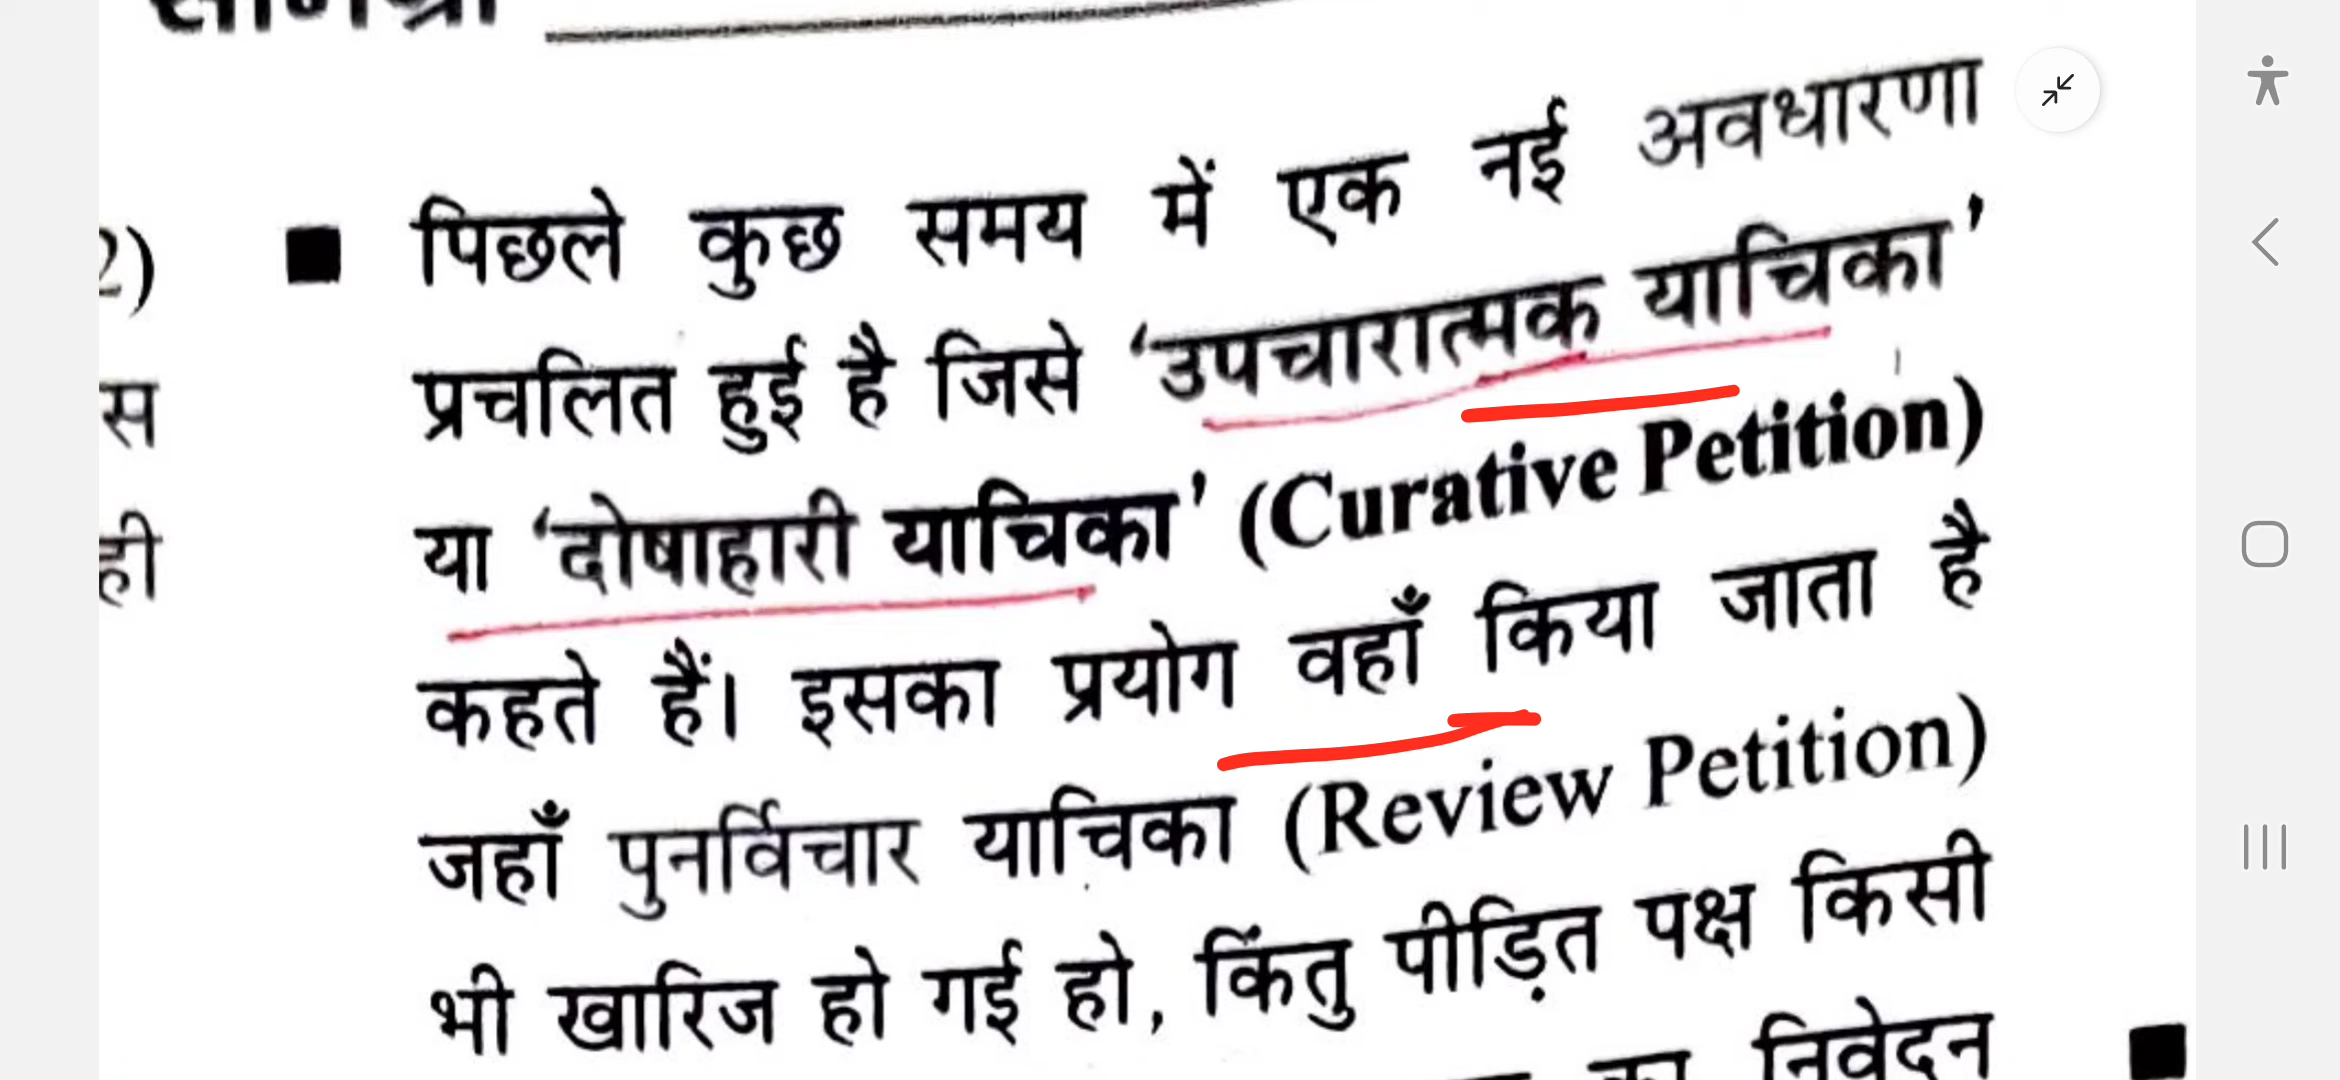 2)
स
ही
■ पिछले कुछ समय में एक नई अवधारणा
प्रचलित हुई है जिसे ‘उपचारात्मक याचिका’
या ‘दोषाहारी याचिका’ (Curative Petition)
कहते हैं। इसका प्रयोग वहाँ किया जाता है
जहाँ पुनर्विचार याचिका (Review Petition)
भी खारिज हो गई हो, किंतु पीड़ित पक्ष किसी
का निवेदन
■